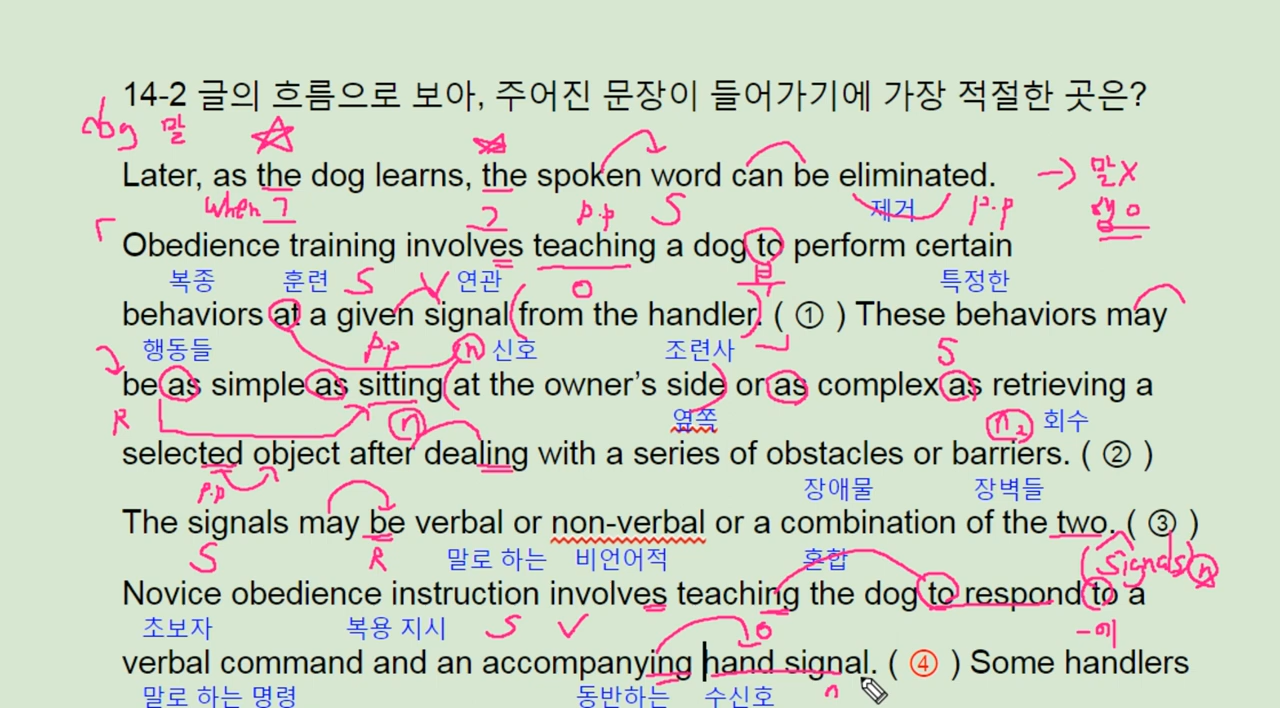 14-2 글의 흐름으로 보아, 주어진 문장이 들어가기에 가장 적절한 곳은?
dog 말
Later, as the dog learns, the spoken word can be eliminated. → 말X
when 7 2 p.p S 제거 p.p 행O
Obedience training involves teaching a dog to perform certain
복종 훈련 S V 연관 O 부 특정한
behaviors at a given signal (from the handler). ( ① ) These behaviors may
행동들 p.p n 신호 조련사 S
be as simple as sitting (at the owner's side) or as complex as retrieving a
R n 옆쪽 n2 회수
selected object after dealing with a series of obstacles or barriers. ( ② )
p.p 장애물 장벽들
The signals may be verbal or non-verbal or a combination of the two. ( ③ )
S R 말로 하는 비언어적 혼합 (signals) n
Novice obedience instruction involves teaching the dog to respond to a
초보자 복용 지시 S V O -에
verbal command and an accompanying hand signal. ( ④ ) Some handlers
말로 하는 명령 동반하는 수신호 n